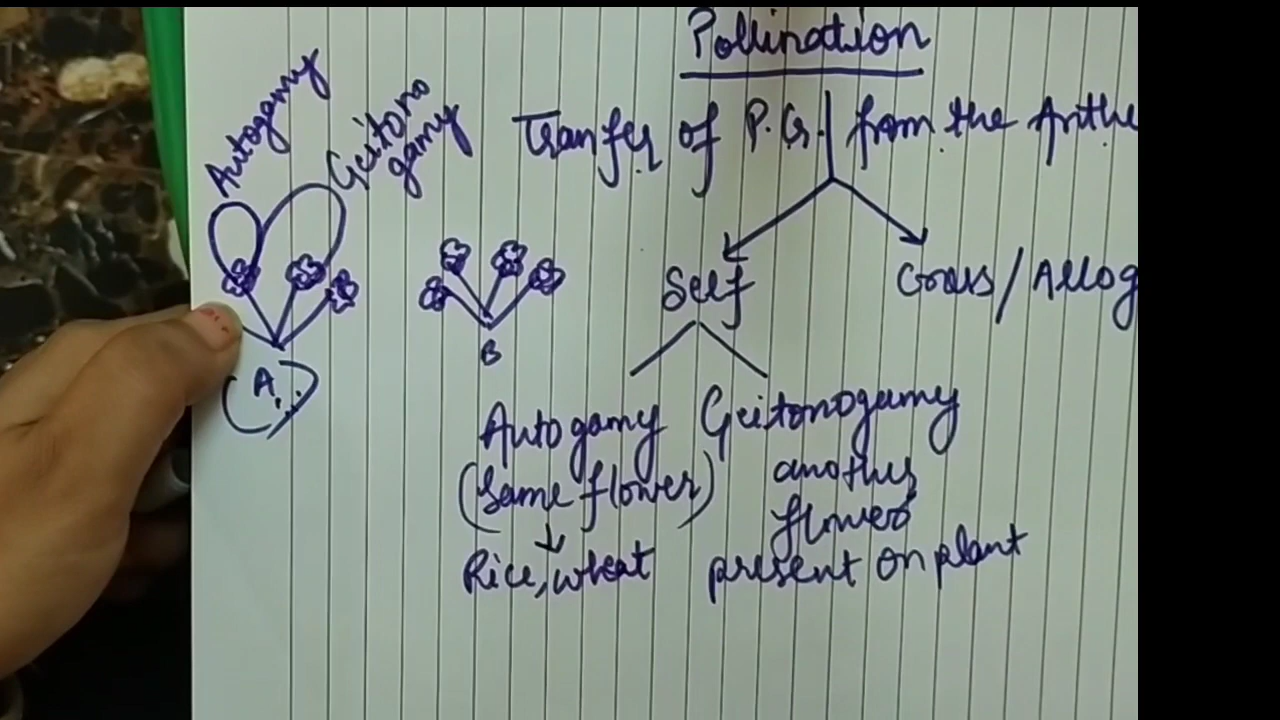 Pollination
Autogamy
Geitono
gamy
Tranfer of P.G. from the Anthe
Self
Cross / Allog
A
B
Autogamy
(Same flower)
Rice, wheat
Geitonogamy
another
flower
present on plant